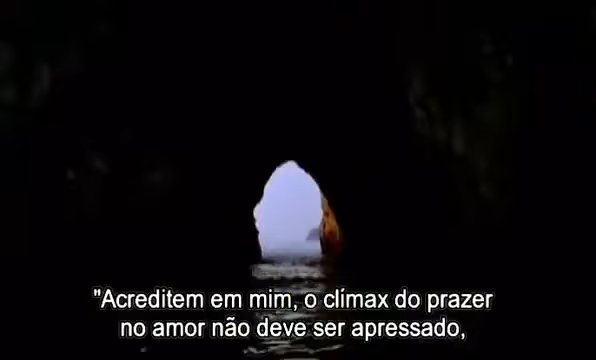 "Acreditem em mim, o clímax do prazer
no amor não deve ser apressado,